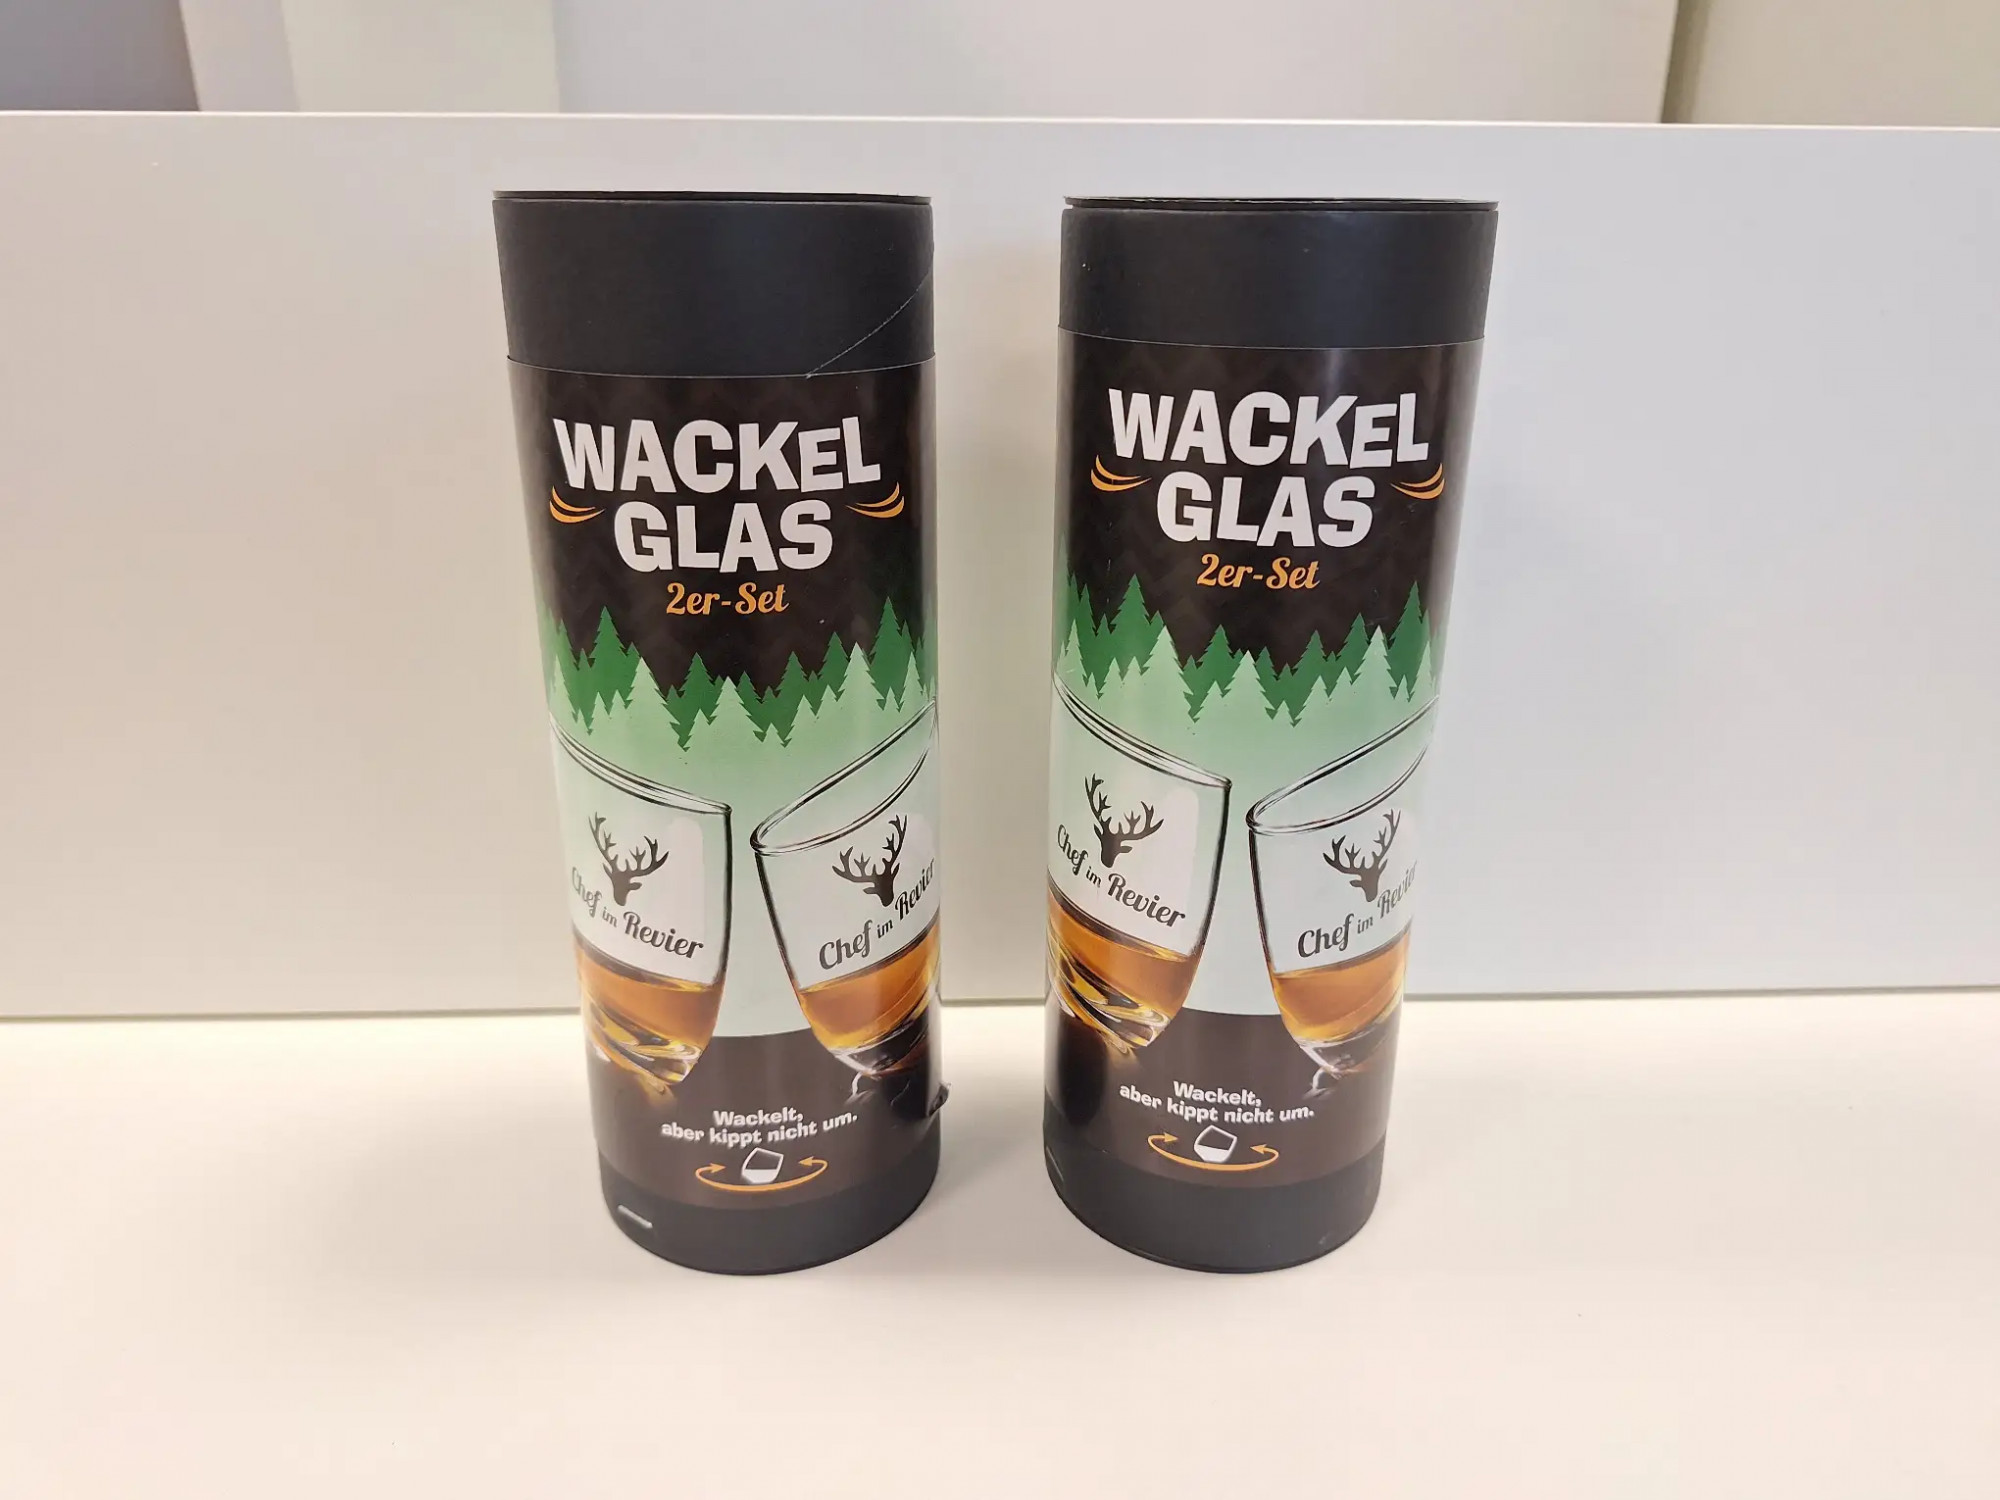 WACKEL
GLAS
2er-Set
Chef im Revier
Chef im Revier
Wackelt,
aber kippt nicht um.
WACKEL
GLAS
2er-Set
Chef im Revier
Chef im Revier
Wackelt,
aber kippt nicht um.